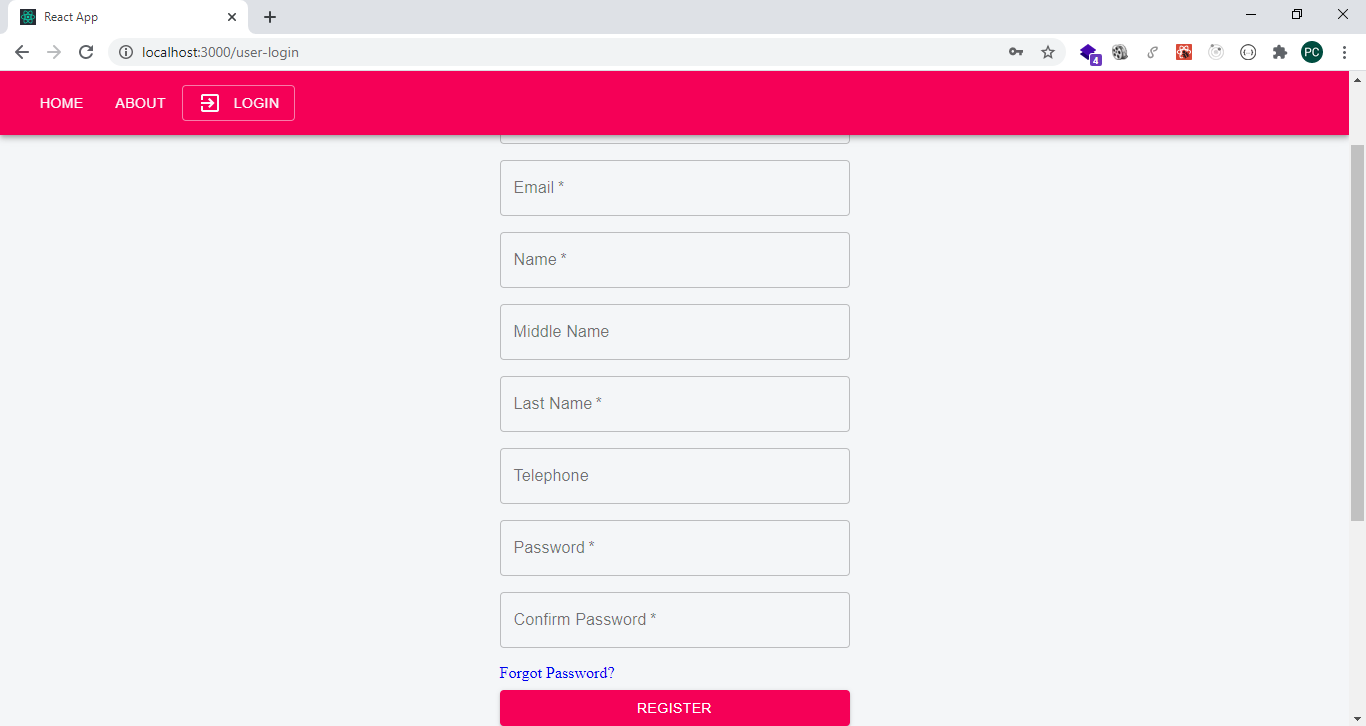 React App
localhost:3000/user-login
4
PC
HOME ABOUT LOGIN
Email *
Name *
Middle Name
Last Name *
Telephone
Password *
Confirm Password *
Forgot Password?
REGISTER